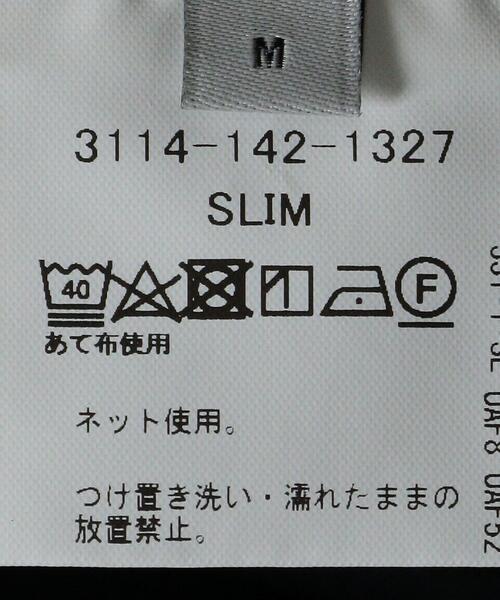 M
3114-142-1327
SLIM
40
F
あて布使用
ネット使用。
つけ置き洗い・濡れたままの
放置禁止。